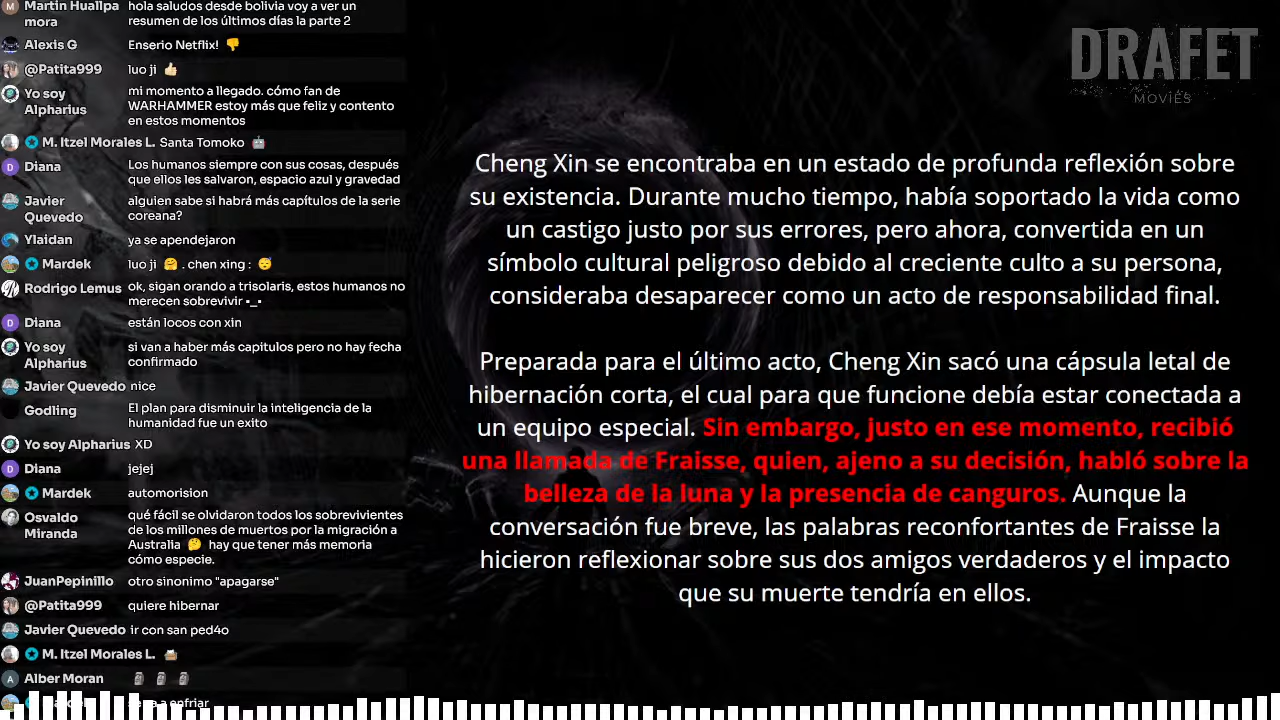 Martin Huallpa mora
hola saludos desde bolivia voy a ver un
resumen de los últimos días la parte 2
Alexis G
Enserio Netflix! 👎
@Patita999
luo ji 👍
Yo soy Alpharius
mi momento a llegado. cómo fan de
WARHAMMER estoy más que feliz y contento
en estos momentos
M. Itzel Morales L. Santa Tomoko 🤖
Diana
Los humanos siempre con sus cosas, después
que ellos les salvaron, espacio azul y gravedad
Javier Quevedo
alguien sabe si habrá más capítulos de la serie
coreana?
Ylaidan
ya se apendejaron
Mardek
luo ji 🤗 . chen xing : 😴
Rodrigo Lemus
ok, sigan orando a trisolaris, estos humanos no
merecen sobrevivir ▪_▪
Diana
están locos con xin
Yo soy Alpharius
si van a haber más capitulos pero no hay fecha
confirmado
Javier Quevedo nice
Godling
El plan para disminuir la inteligencia de la
humanidad fue un exito
Yo soy Alpharius XD
Diana
jejej
Mardek
automorision
Osvaldo Miranda
qué fácil se olvidaron todos los sobrevivientes
de los millones de muertos por la migración a
Australia 🤔 hay que tener más memoria
cómo especie.
JuanPepinillo
otro sinonimo "apagarse"
@Patita999
quiere hibernar
Javier Quevedo ir con san ped4o
M. Itzel Morales L.
Alber Moran
🗿 🗿 🗿
DRAFET
MOVIES
Cheng Xin se encontraba en un estado de profunda reflexión sobre
su existencia. Durante mucho tiempo, había soportado la vida como
un castigo justo por sus errores, pero ahora, convertida en un
símbolo cultural peligroso debido al creciente culto a su persona,
consideraba desaparecer como un acto de responsabilidad final.
Preparada para el último acto, Cheng Xin sacó una cápsula letal de
hibernación corta, el cual para que funcione debía estar conectada a
un equipo especial. Sin embargo, justo en ese momento, recibió
una llamada de Fraisse, quien, ajeno a su decisión, habló sobre la
belleza de la luna y la presencia de canguros. Aunque la
conversación fue breve, las palabras reconfortantes de Fraisse la
hicieron reflexionar sobre sus dos amigos verdaderos y el impacto
que su muerte tendría en ellos.